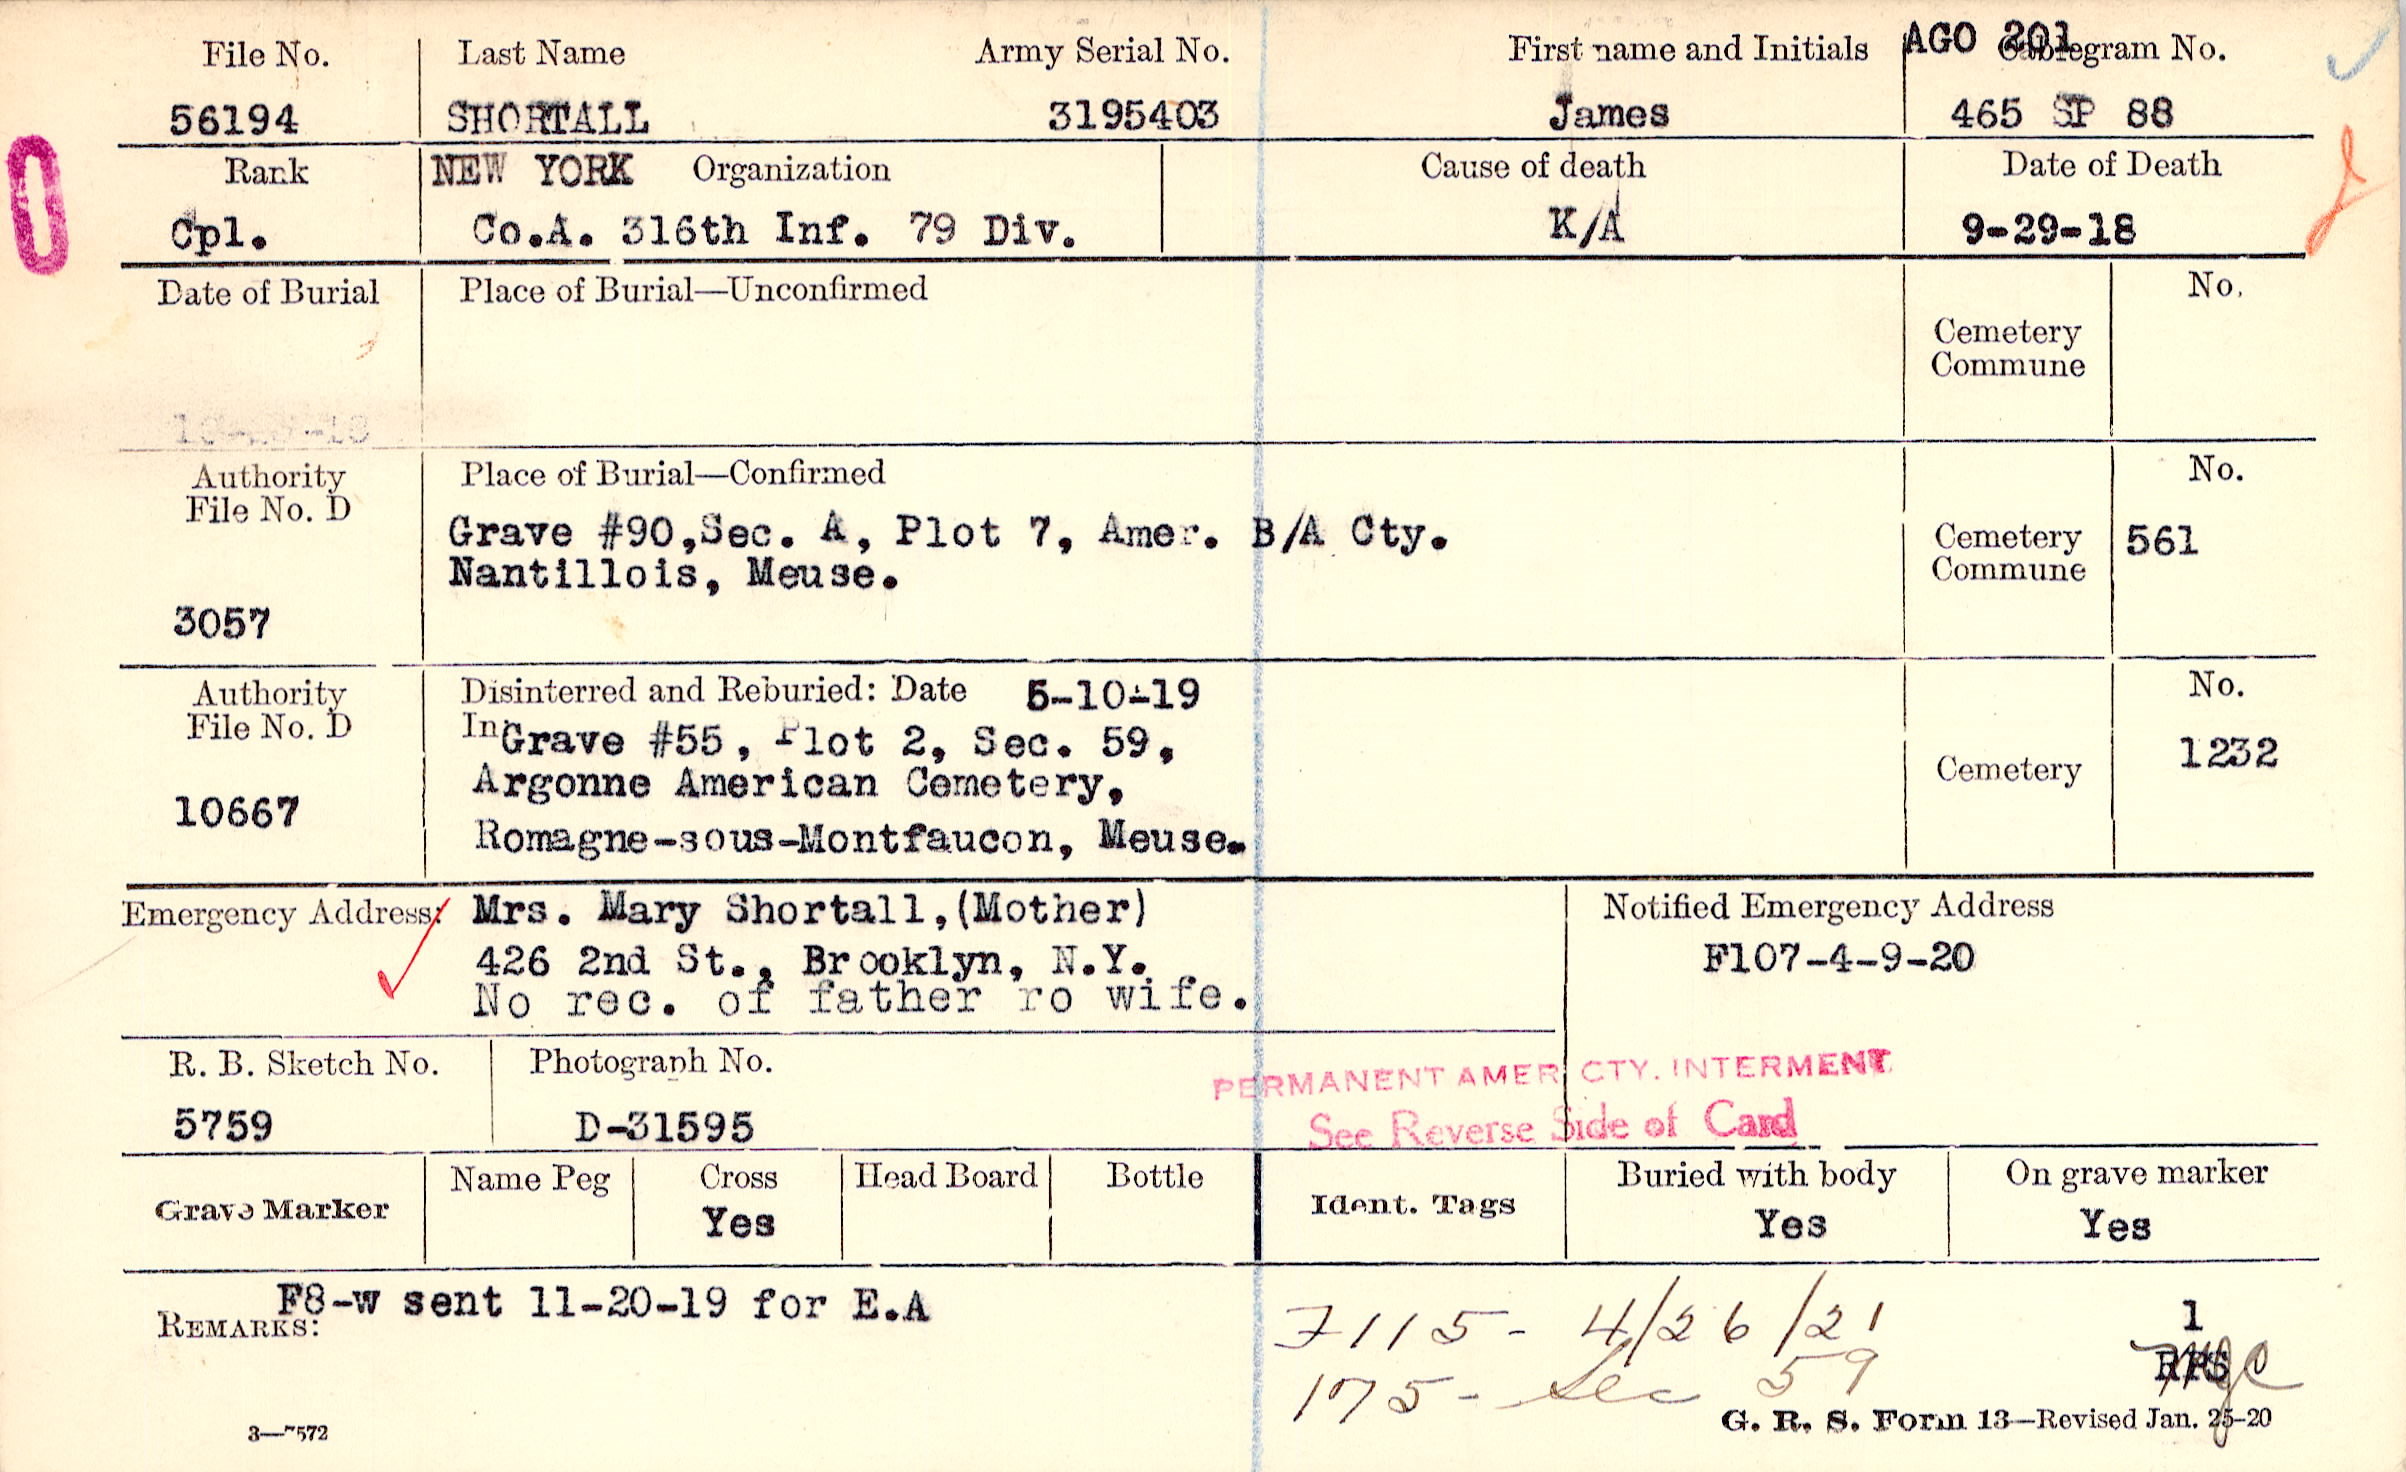 File No. Last Name Army Serial No. First name and Initials AGO 201 Cablegram No.
56194 SHORTALL 3195403 James 465 SP 88
Rank NEW YORK Organization Cause of death Date of Death
Cpl. Co.A. 316th Inf. 79 Div. K/A 9-29-18
Date of Burial Place of Burial—Unconfirmed No.
Cemetery
Commune
Authority Place of Burial—Confirmed No.
File No. D
Grave #90,Sec. A, Plot 7, Amer. B/A Cty. Cemetery 561
Nantillois, Meuse. Commune
3057
Authority Disinterred and Reburied: Date 5-10-19 No.
File No. D In Grave #55, Plot 2, Sec. 59, 1232
Argonne American Cemetery, Cemetery
10667
Romagne-sous-Montfaucon, Meuse.
Emergency Address: Mrs. Mary Shortall,(Mother) Notified Emergency Address
426 2nd St., Brooklyn, N.Y. F107-4-9-20
No rec. of father ro wife.
R. B. Sketch No. Photograph No. PERMANENT AMER CTY. INTERMENT
5759 D-31595 See Reverse Side of Card
Grave Marker Name Peg Cross Head Board Bottle Ident. Tags Buried with body On grave marker
Yes Yes Yes
F8-w sent 11-20-19 for E.A
REMARKS: 7115- 4/26/21 1
175- Sec 59 RPS
3—7572 G. R. S. Form 13—Revised Jan. 25-20